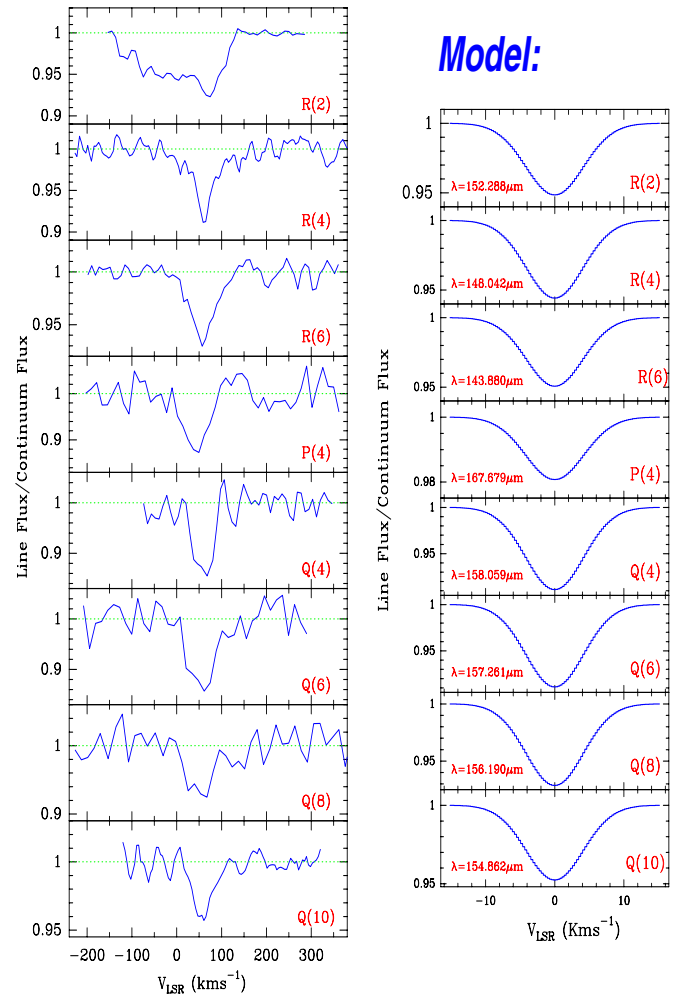 Model:
Line Flux/Continuum Flux
1
0.95
0.9
R(2)
1
0.95
0.9
R(4)
1
0.95
R(6)
1
0.9
P(4)
1
0.9
Q(4)
1
0.9
Q(6)
1
0.9
Q(8)
1
0.95
Q(10)
-200 -100 0 100 200 300
V_LSR (kms⁻¹)
Line Flux/Continuum Flux
1
0.95
λ=152.288μm
R(2)
1
0.95
λ=148.042μm
R(4)
1
0.95
λ=143.880μm
R(6)
1
0.98
λ=167.679μm
P(4)
1
0.95
λ=158.059μm
Q(4)
1
0.95
λ=157.261μm
Q(6)
1
0.95
λ=156.190μm
Q(8)
1
0.95
λ=154.862μm
Q(10)
-10 0 10
V_LSR (Kms⁻¹)